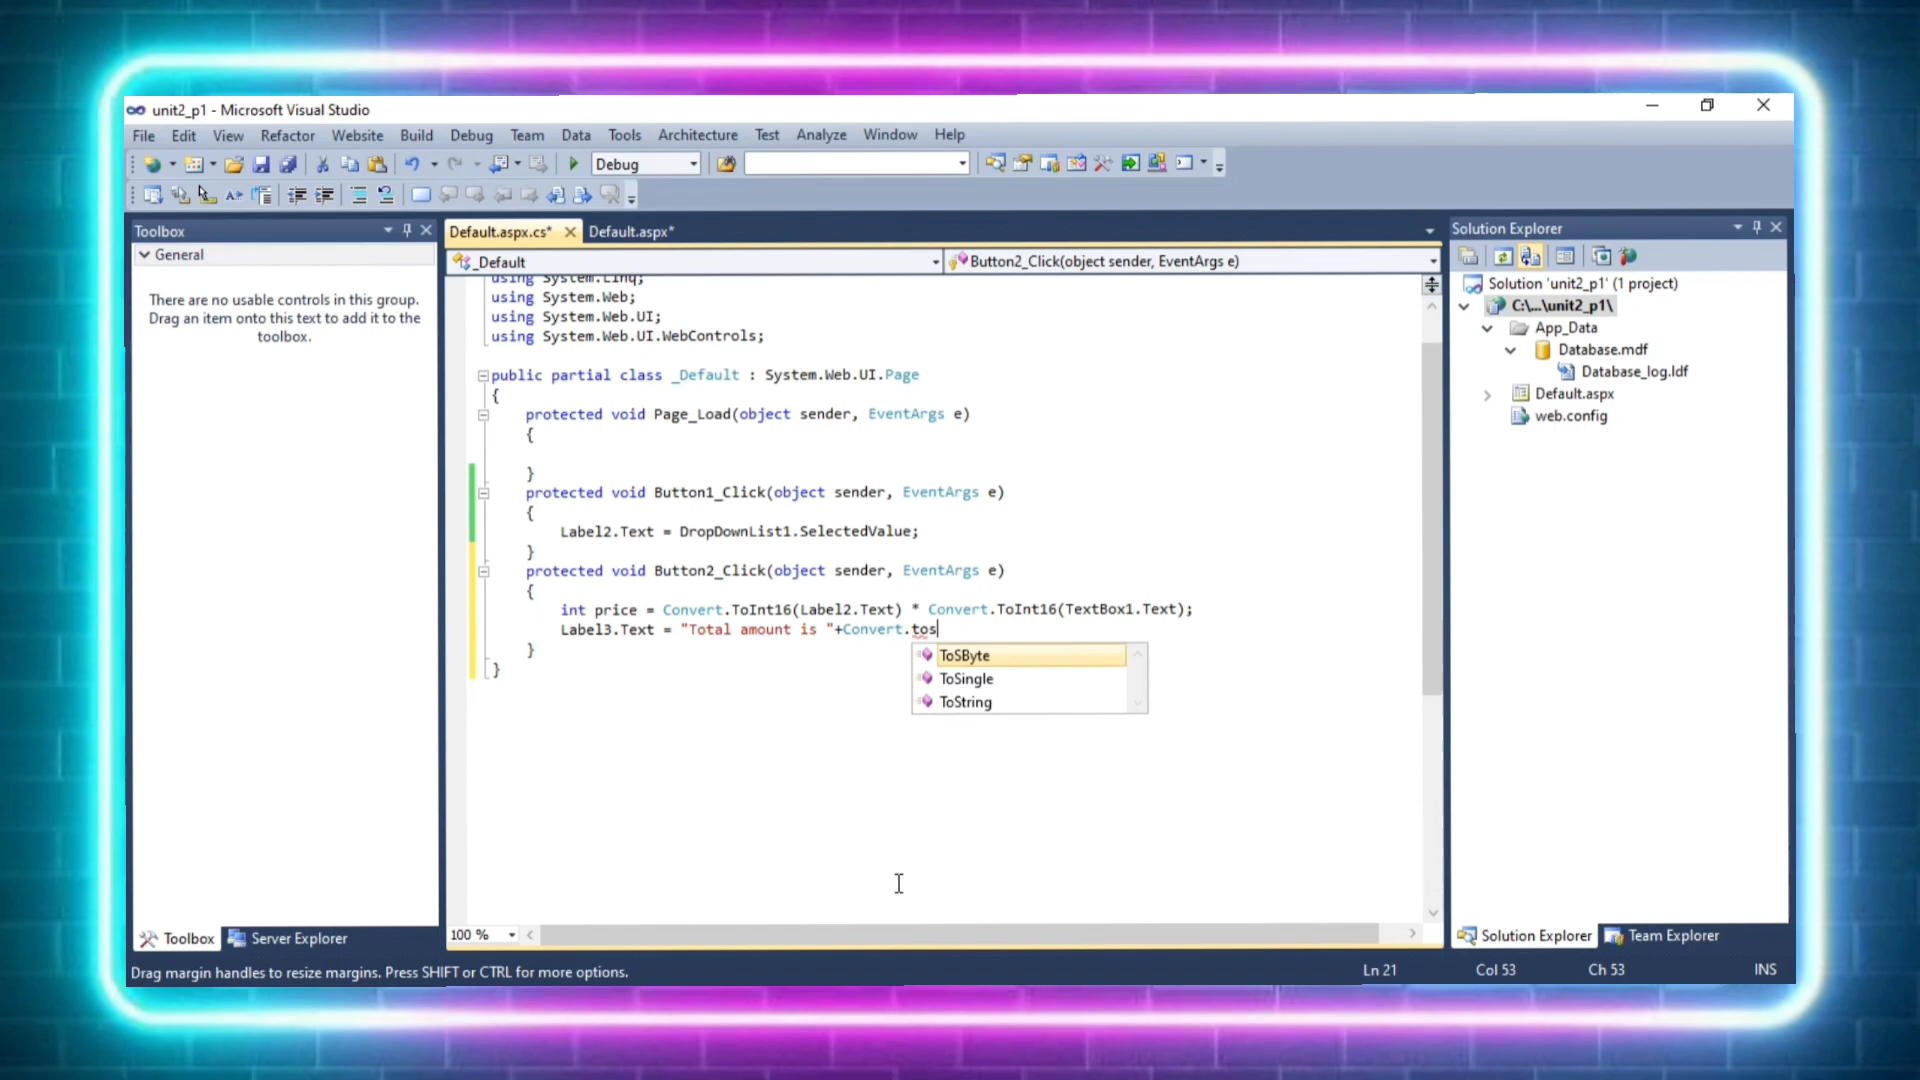 unit2_p1 - Microsoft Visual Studio
File Edit View Refactor Website Build Debug Team Data Tools Architecture Test Analyze Window Help
Debug
Toolbox
General
There are no usable controls in this group.
Drag an item onto this text to add it to the
toolbox.
Toolbox Server Explorer
Default.aspx.cs* Default.aspx*
_Default Button2_Click(object sender, EventArgs e)
using System.Linq;
using System.Web;
using System.Web.UI;
using System.Web.UI.WebControls;
public partial class _Default : System.Web.UI.Page
{
protected void Page_Load(object sender, EventArgs e)
{
}
protected void Button1_Click(object sender, EventArgs e)
{
Label2.Text = DropDownList1.SelectedValue;
}
protected void Button2_Click(object sender, EventArgs e)
{
int price = Convert.ToInt16(Label2.Text) * Convert.ToInt16(TextBox1.Text);
Label3.Text = "Total amount is "+Convert.tos
}
}
ToSByte
ToSingle
ToString
100 %
Solution Explorer
Solution 'unit2_p1' (1 project)
C:\...\unit2_p1\
App_Data
Database.mdf
Database_log.ldf
Default.aspx
web.config
Solution Explorer Team Explorer
Drag margin handles to resize margins. Press SHIFT or CTRL for more options. Ln 21 Col 53 Ch 53 INS